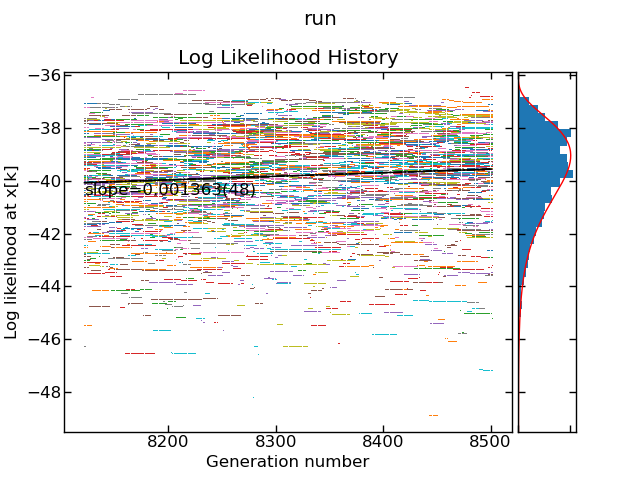 run
Log Likelihood History
−36
−38
−40
−42
−44
−46
−48
Log likelihood at x[k]
slope=0.001363(48)
8200 8300 8400 8500
Generation number